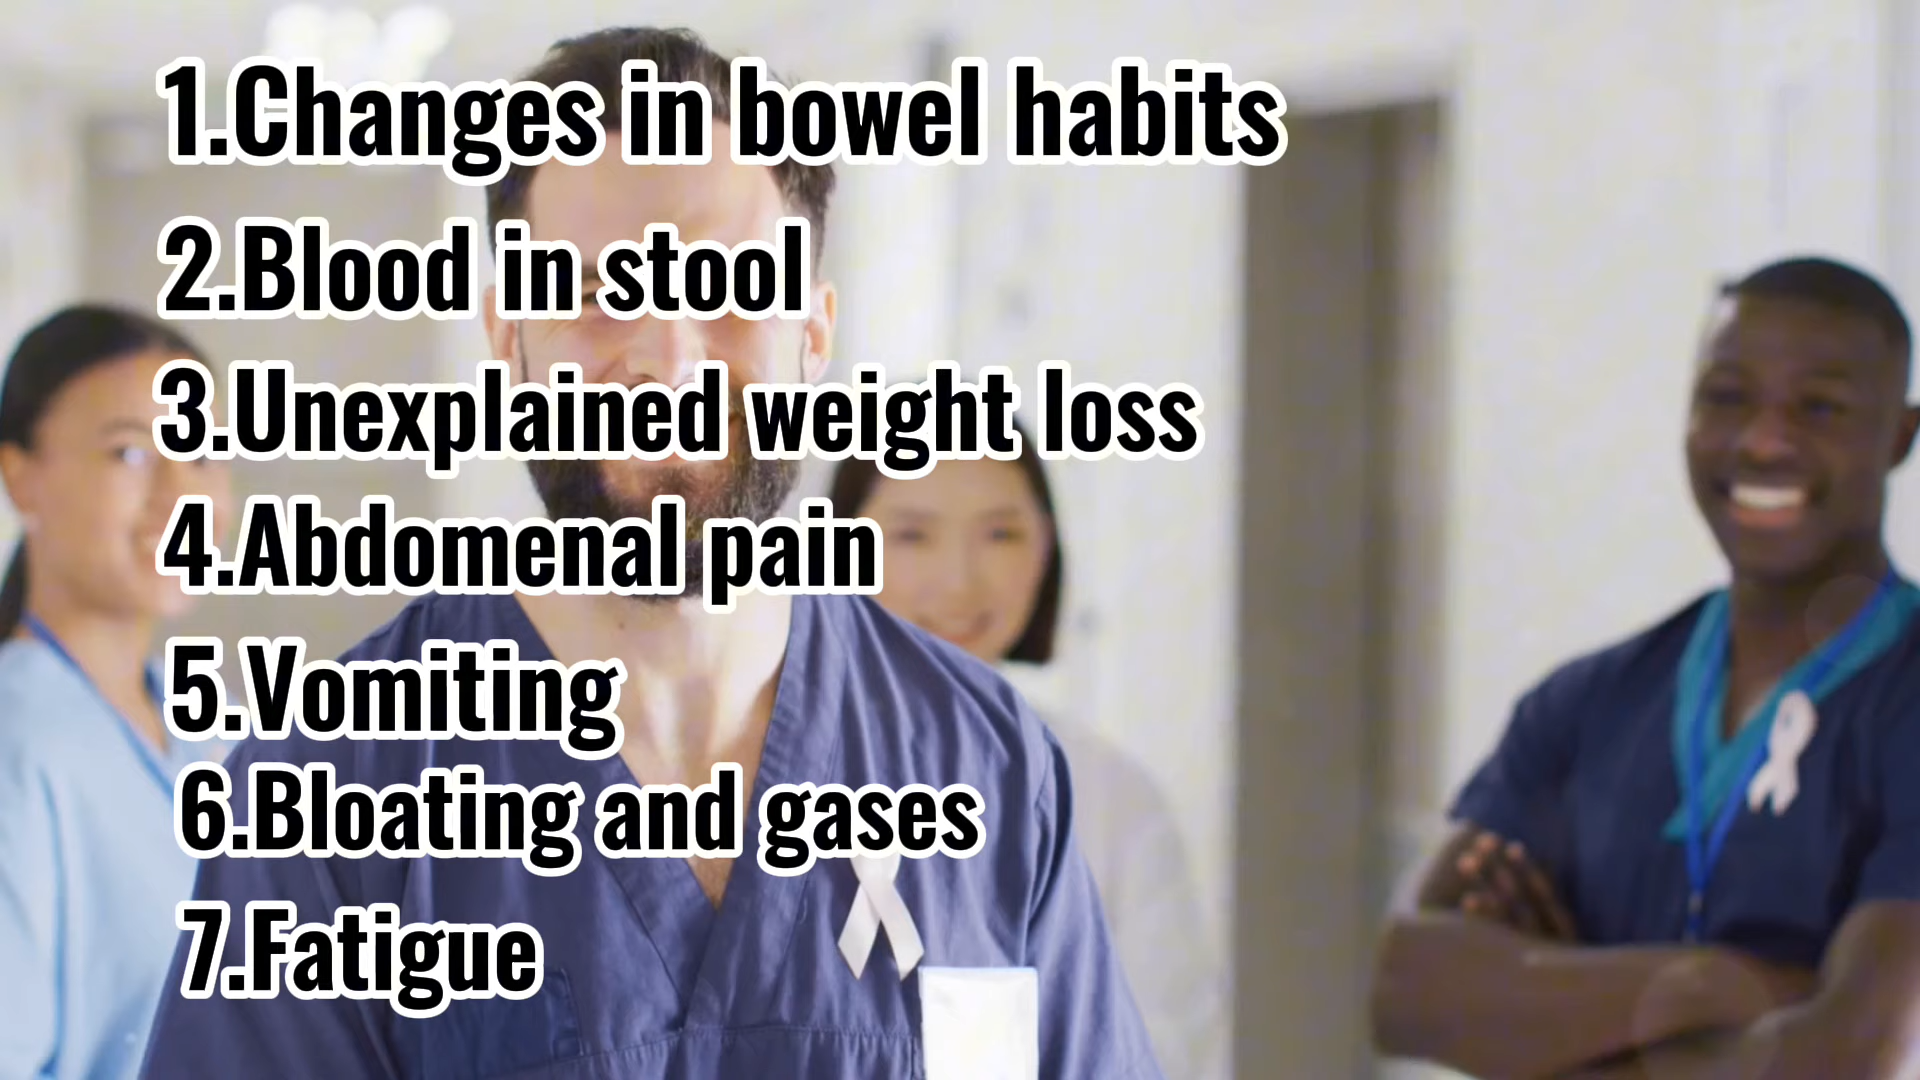 1.Changes in bowel habits
2.Blood in stool
3.Unexplained weight loss
4.Abdomenal pain
5.Vomiting
6.Bloating and gases
7.Fatigue